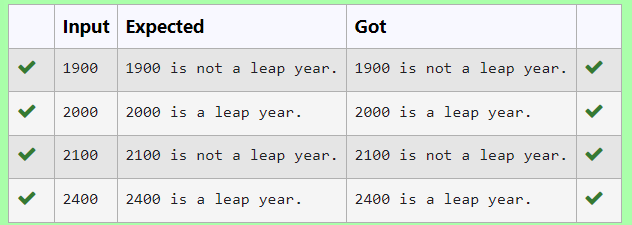 Input Expected Got
1900 1900 is not a leap year. 1900 is not a leap year.
2000 2000 is a leap year. 2000 is a leap year.
2100 2100 is not a leap year. 2100 is not a leap year.
2400 2400 is a leap year. 2400 is a leap year.